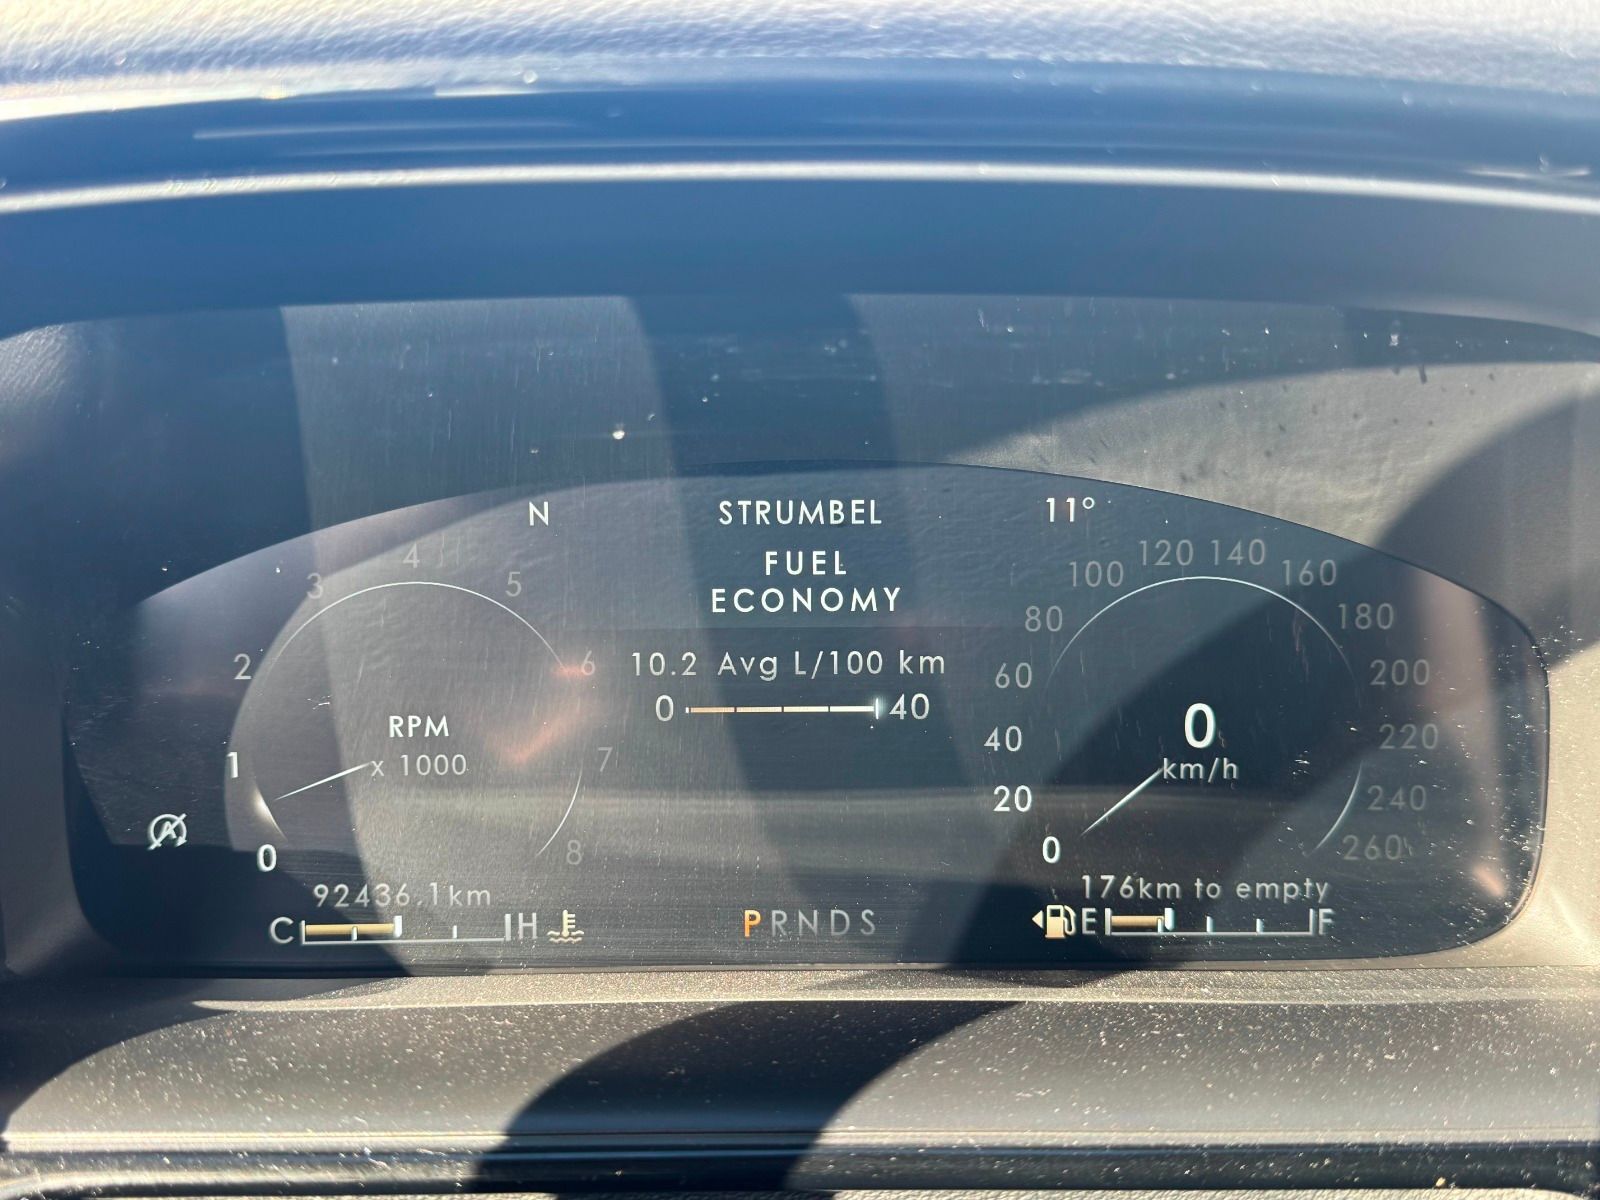 N STRUMBEL 11°
FUEL
ECONOMY
10.2 Avg L/100 km
0 40
0 1 2 3 4 5 6 7 8
RPM
x 1000
0 20 40 60 80 100 120 140 160 180 200 220 240 260
0
km/h
A
92436.1km
176km to empty
C H
PRNDS
E F